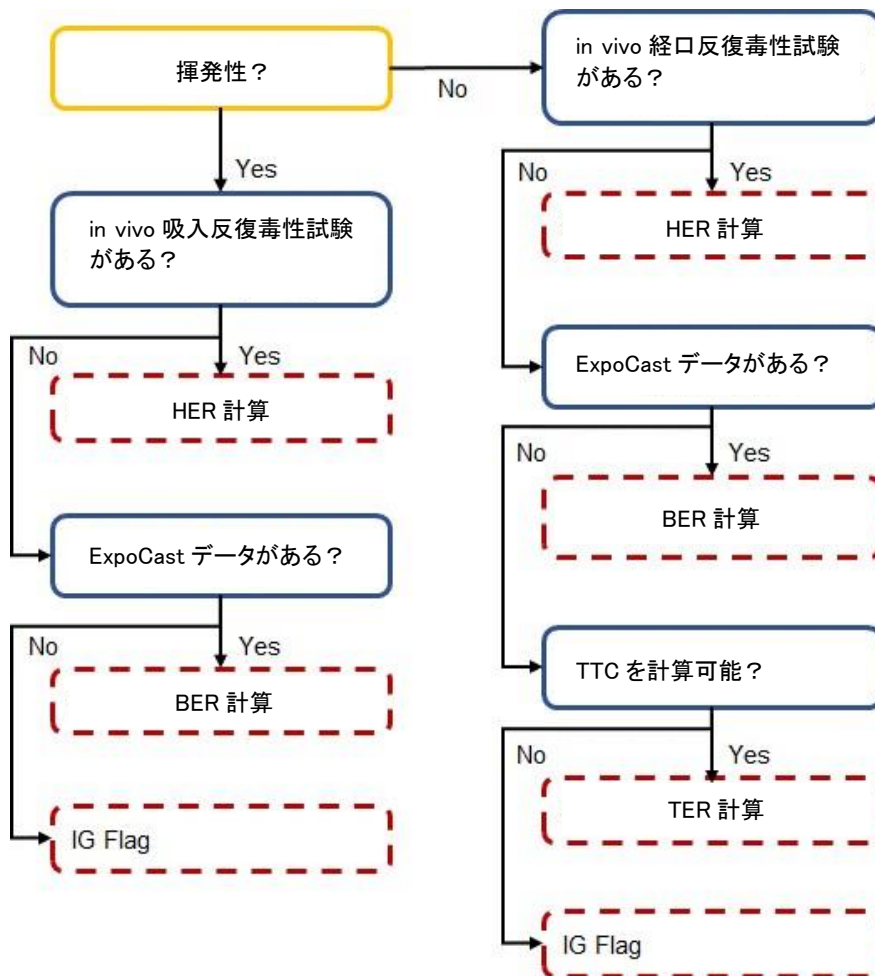 揮発性？
No
Yes
in vivo 吸入反復毒性試験
がある？
No
Yes
HER 計算
ExpoCast データがある？
No
Yes
BER 計算
IG Flag
in vivo 経口反復毒性試験
がある？
No
Yes
HER 計算
ExpoCast データがある？
No
Yes
BER 計算
TTC を計算可能？
No
Yes
TER 計算
IG Flag